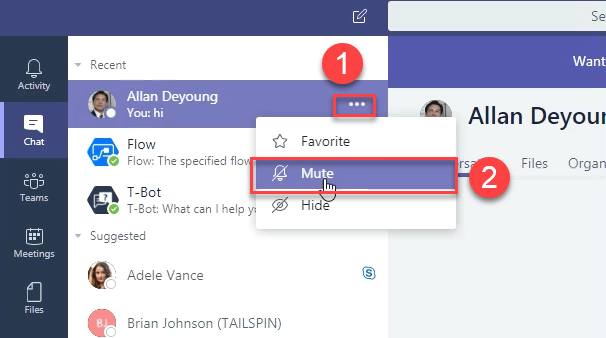 Se
Want
Activity
Chat
Teams
Meetings
Files
Recent
1
Allan Deyoung
You: hi
Flow
Flow: The specified flow
T-Bot
T-Bot: What can I help yo
Suggested
Adele Vance
Brian Johnson (TAILSPIN)
BJ
Favorite
Mute
2
Hide
Allan Deyour
ersa
Files
Organ